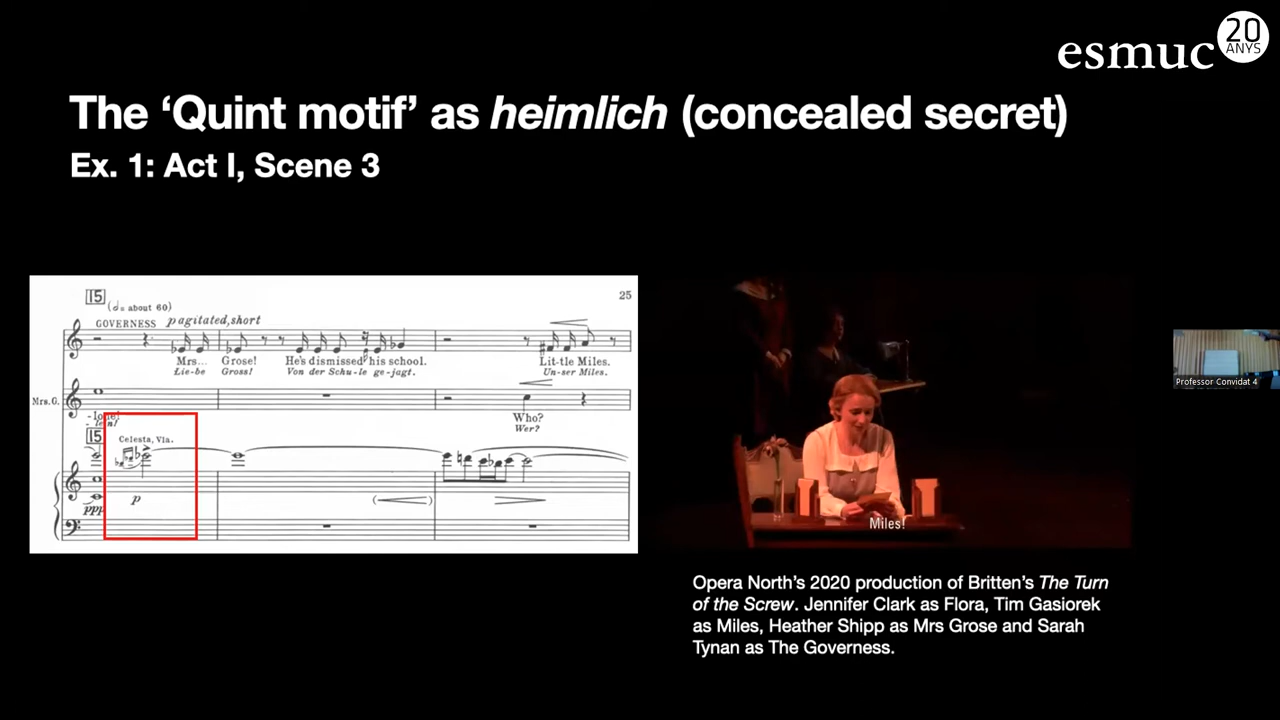 esmuc
20
ANYS
The ‘Quint motif’ as heimlich (concealed secret)
Ex. 1: Act I, Scene 3
15
(𝅗𝅥= about 60)
25
GOVERNESS p agitated, short
Mrs... Grose! He's dismissed his school. Lit-tle Miles.
Lie-be Gross! Von der Schu-le ge-jagt. Un-ser Miles.
Mrs. G.
Who?
Wer?
15
Celesta, Vla.
p
ppp
Miles!
Professor Convidat 4
Opera North’s 2020 production of Britten’s The Turn
of the Screw. Jennifer Clark as Flora, Tim Gasiorek
as Miles, Heather Shipp as Mrs Grose and Sarah
Tynan as The Governess.